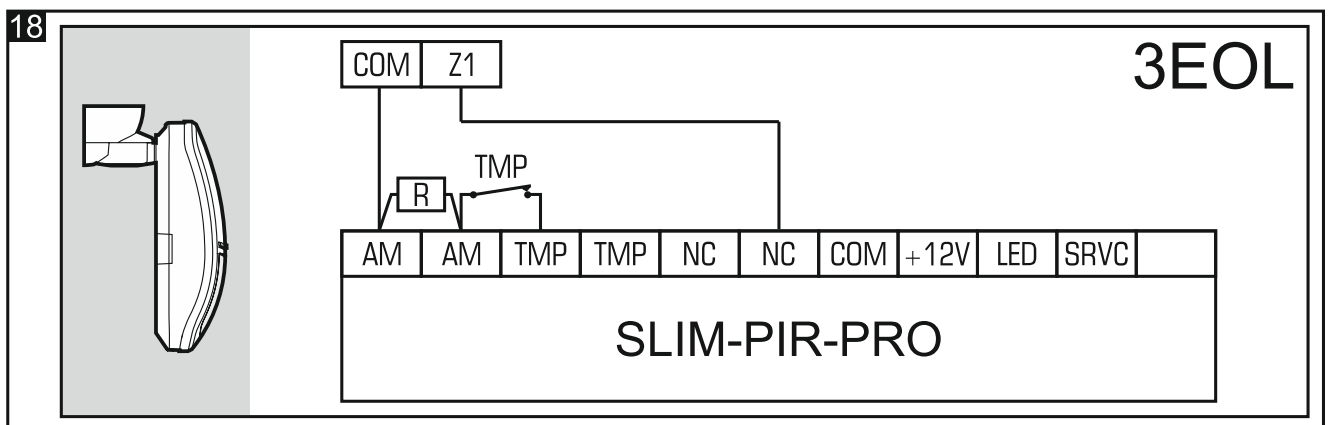 18
3EOL
COM Z1
TMP
R
AM AM TMP TMP NC NC COM +12V LED SRVC
SLIM-PIR-PRO